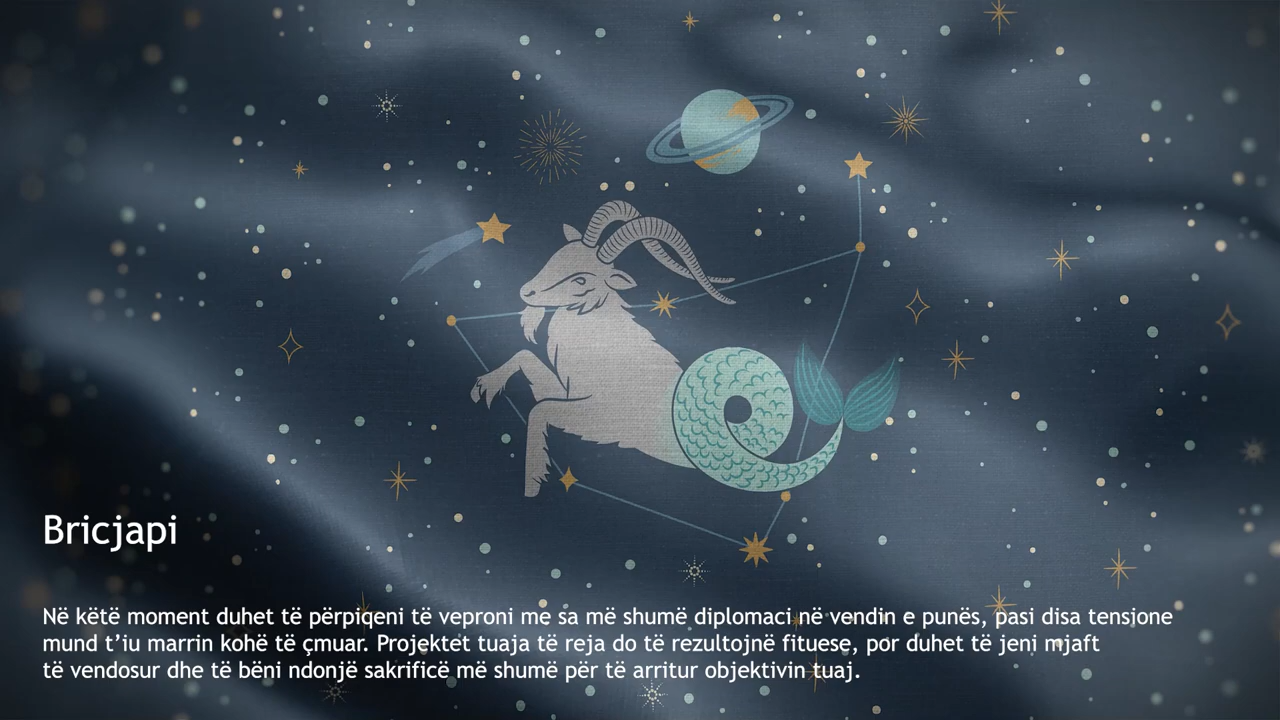 Bricjapi
Në këtë moment duhet të përpiqeni të veproni me sa më shumë diplomaci në vendin e punës, pasi disa tensione
mund t’iu marrin kohë të çmuar. Projektet tuaja të reja do të rezultojnë fituese, por duhet të jeni mjaft
të vendosur dhe të bëni ndonjë sakrificë më shumë për të arritur objektivin tuaj.